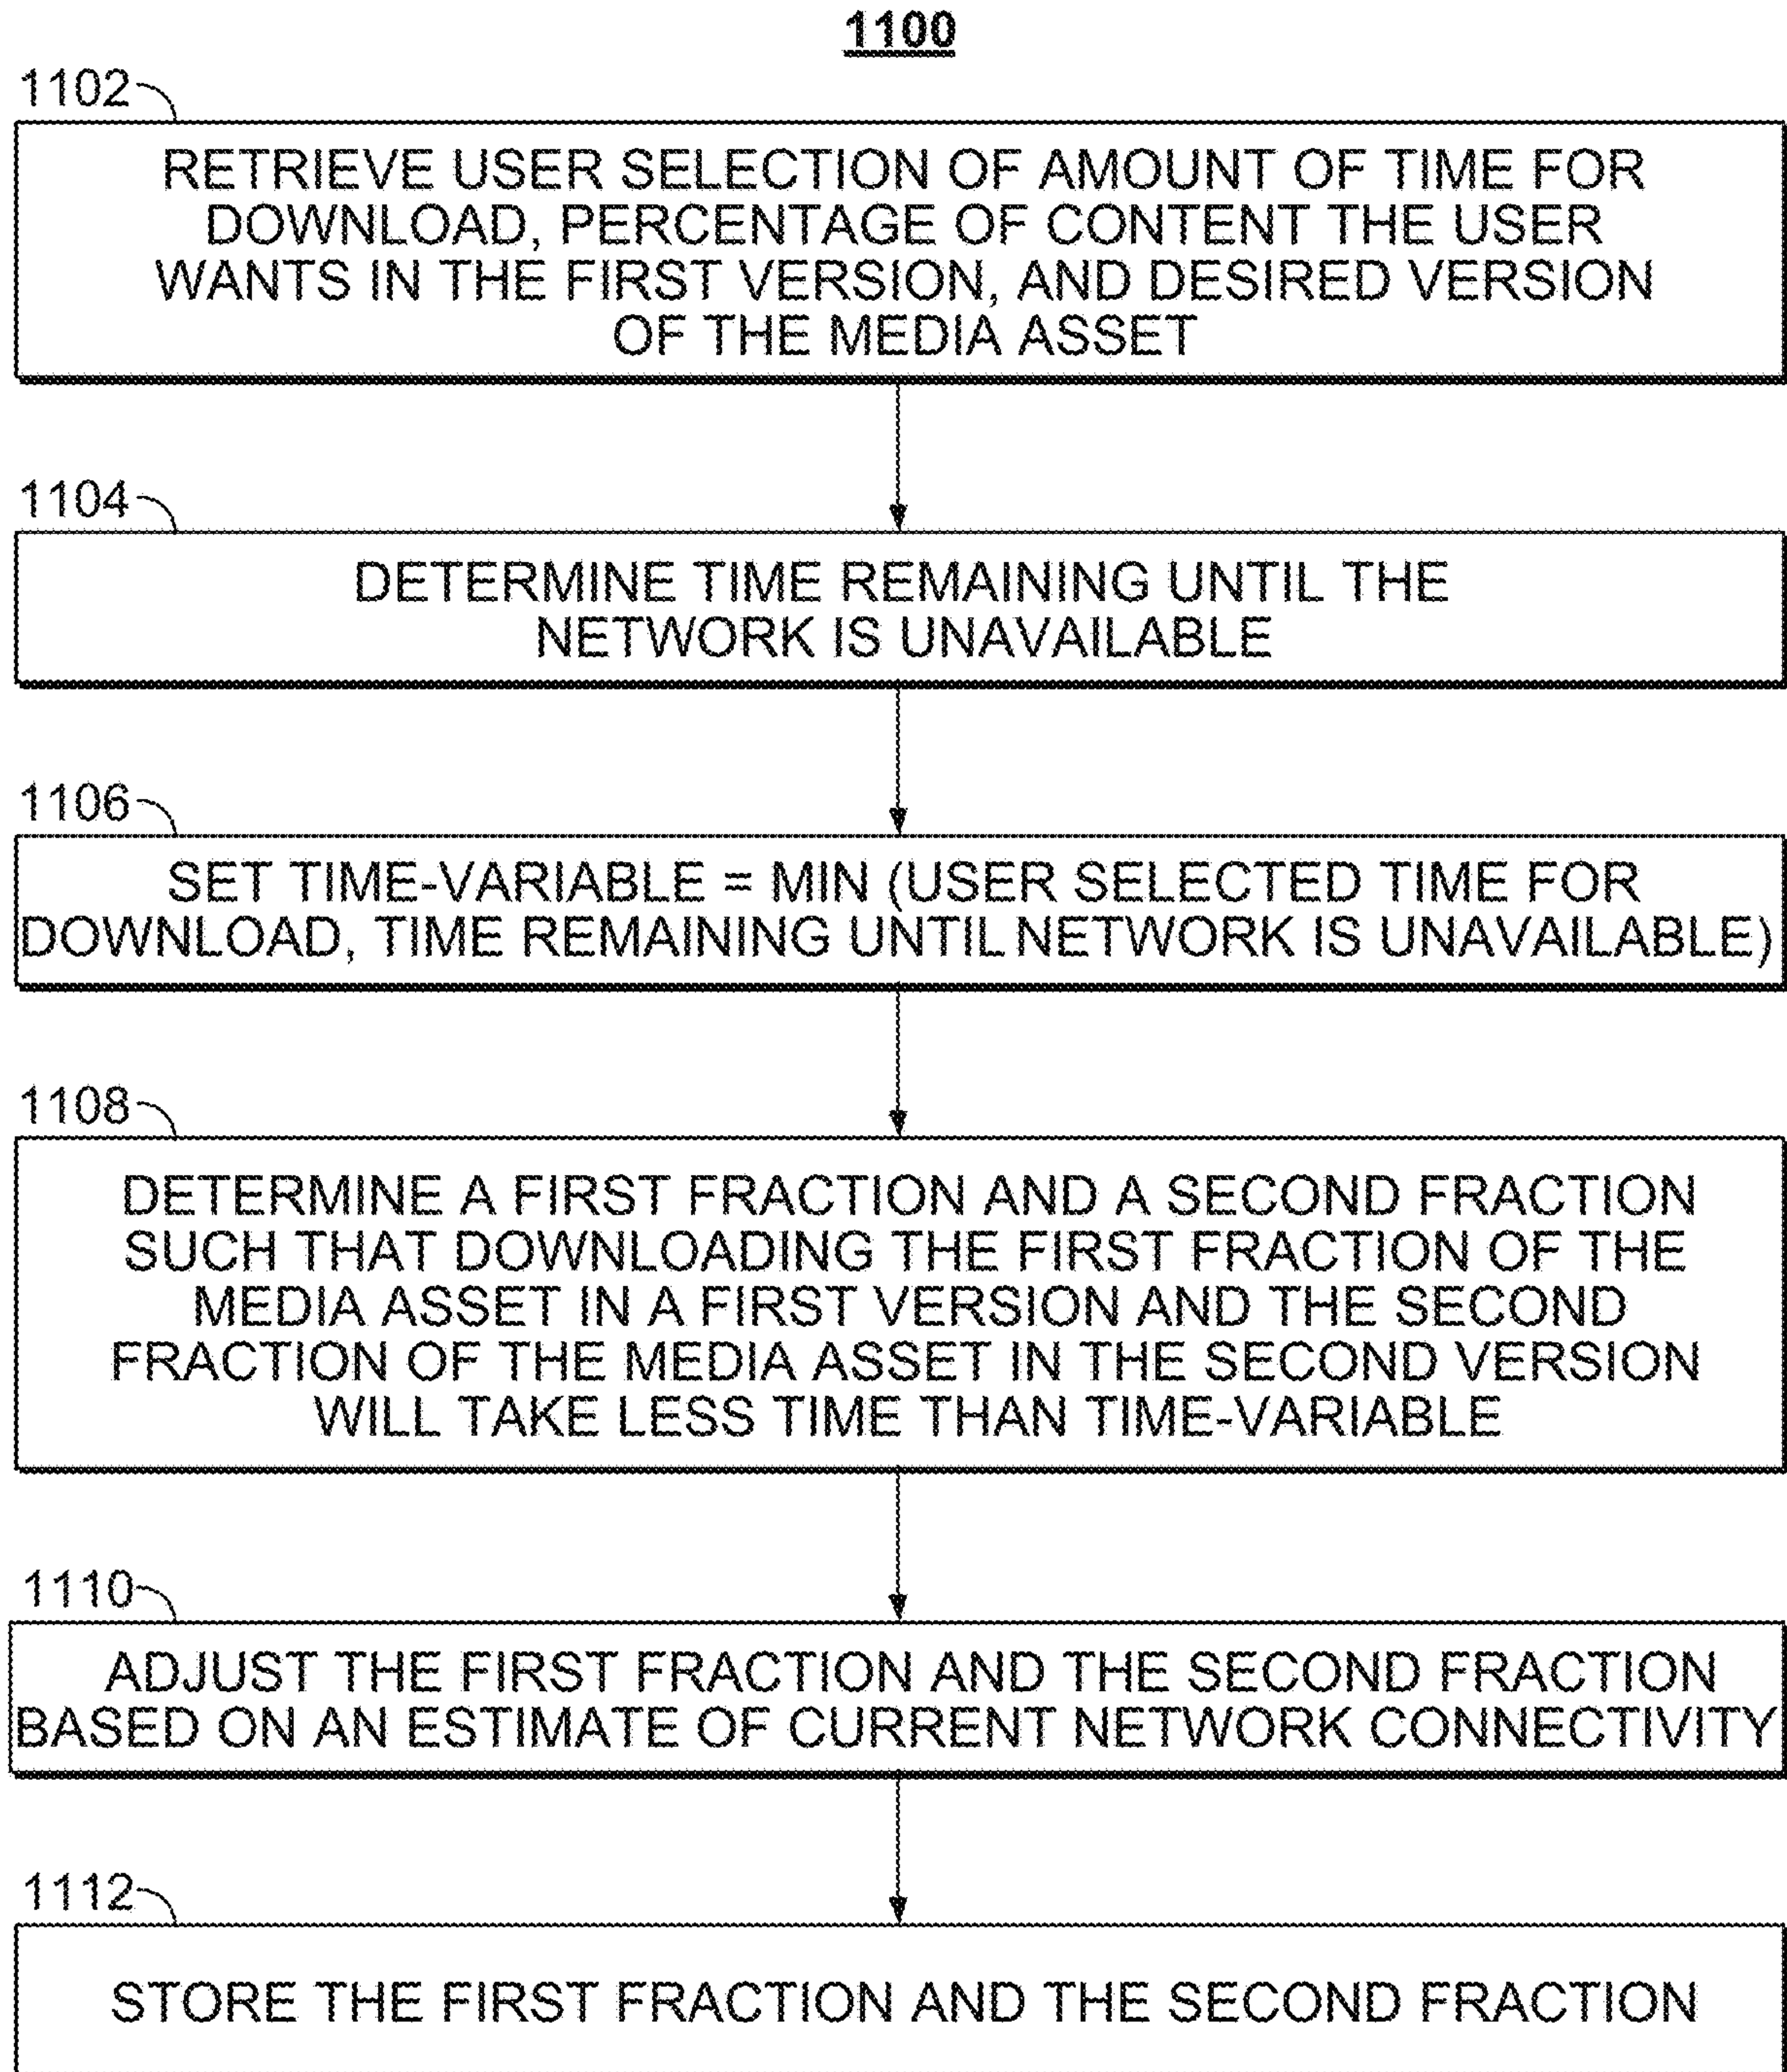 1100
1102
RETRIEVE USER SELECTION OF AMOUNT OF TIME FOR
DOWNLOAD, PERCENTAGE OF CONTENT THE USER
WANTS IN THE FIRST VERSION, AND DESIRED VERSION
OF THE MEDIA ASSET
1104
DETERMINE TIME REMAINING UNTIL THE
NETWORK IS UNAVAILABLE
1106
SET TIME-VARIABLE = MIN (USER SELECTED TIME FOR
DOWNLOAD, TIME REMAINING UNTIL NETWORK IS UNAVAILABLE)
1108
DETERMINE A FIRST FRACTION AND A SECOND FRACTION
SUCH THAT DOWNLOADING THE FIRST FRACTION OF THE
MEDIA ASSET IN A FIRST VERSION AND THE SECOND
FRACTION OF THE MEDIA ASSET IN THE SECOND VERSION
WILL TAKE LESS TIME THAN TIME-VARIABLE
1110
ADJUST THE FIRST FRACTION AND THE SECOND FRACTION
BASED ON AN ESTIMATE OF CURRENT NETWORK CONNECTIVITY
1112
STORE THE FIRST FRACTION AND THE SECOND FRACTION